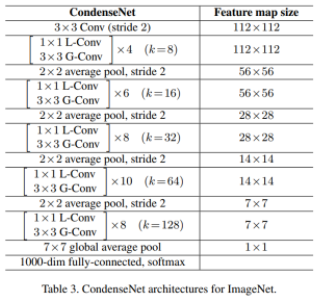 CondenseNet Feature map size
3×3 Conv (stride 2) 112×112
1×1 L-Conv
3×3 G-Conv ×4 (k=8) 112×112
2×2 average pool, stride 2 56×56
1×1 L-Conv
3×3 G-Conv ×6 (k=16) 56×56
2×2 average pool, stride 2 28×28
1×1 L-Conv
3×3 G-Conv ×8 (k=32) 28×28
2×2 average pool, stride 2 14×14
1×1 L-Conv
3×3 G-Conv ×10 (k=64) 14×14
2×2 average pool, stride 2 7×7
1×1 L-Conv
3×3 G-Conv ×8 (k=128) 7×7
7×7 global average pool 1×1
1000-dim fully-connected, softmax
Table 3. CondenseNet architectures for ImageNet.